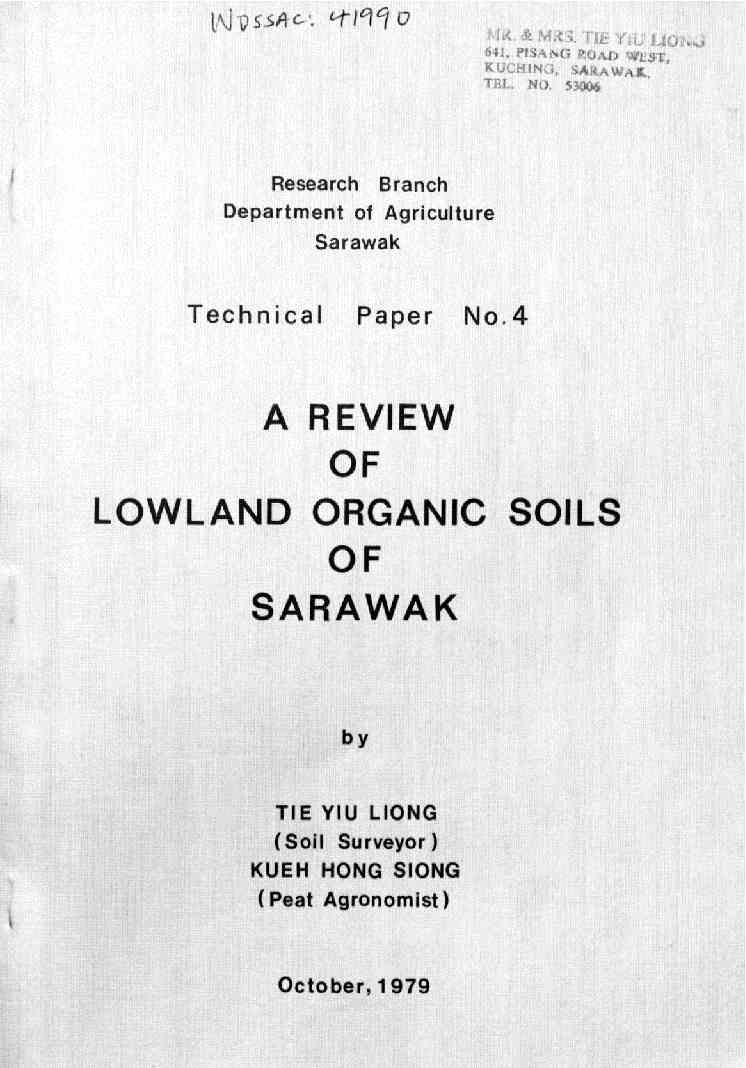 WOSSAC: 41990
MR. & MRS. TIE YIU LIONG
641, PISANG ROAD WEST,
KUCHING, SARAWAK.
TEL. NO. 53006
Research Branch
Department of Agriculture
Sarawak
Technical Paper No. 4
A REVIEW
OF
LOWLAND ORGANIC SOILS
OF
SARAWAK
by
TIE YIU LIONG
(Soil Surveyor)
KUEH HONG SIONG
(Peat Agronomist)
October, 1979